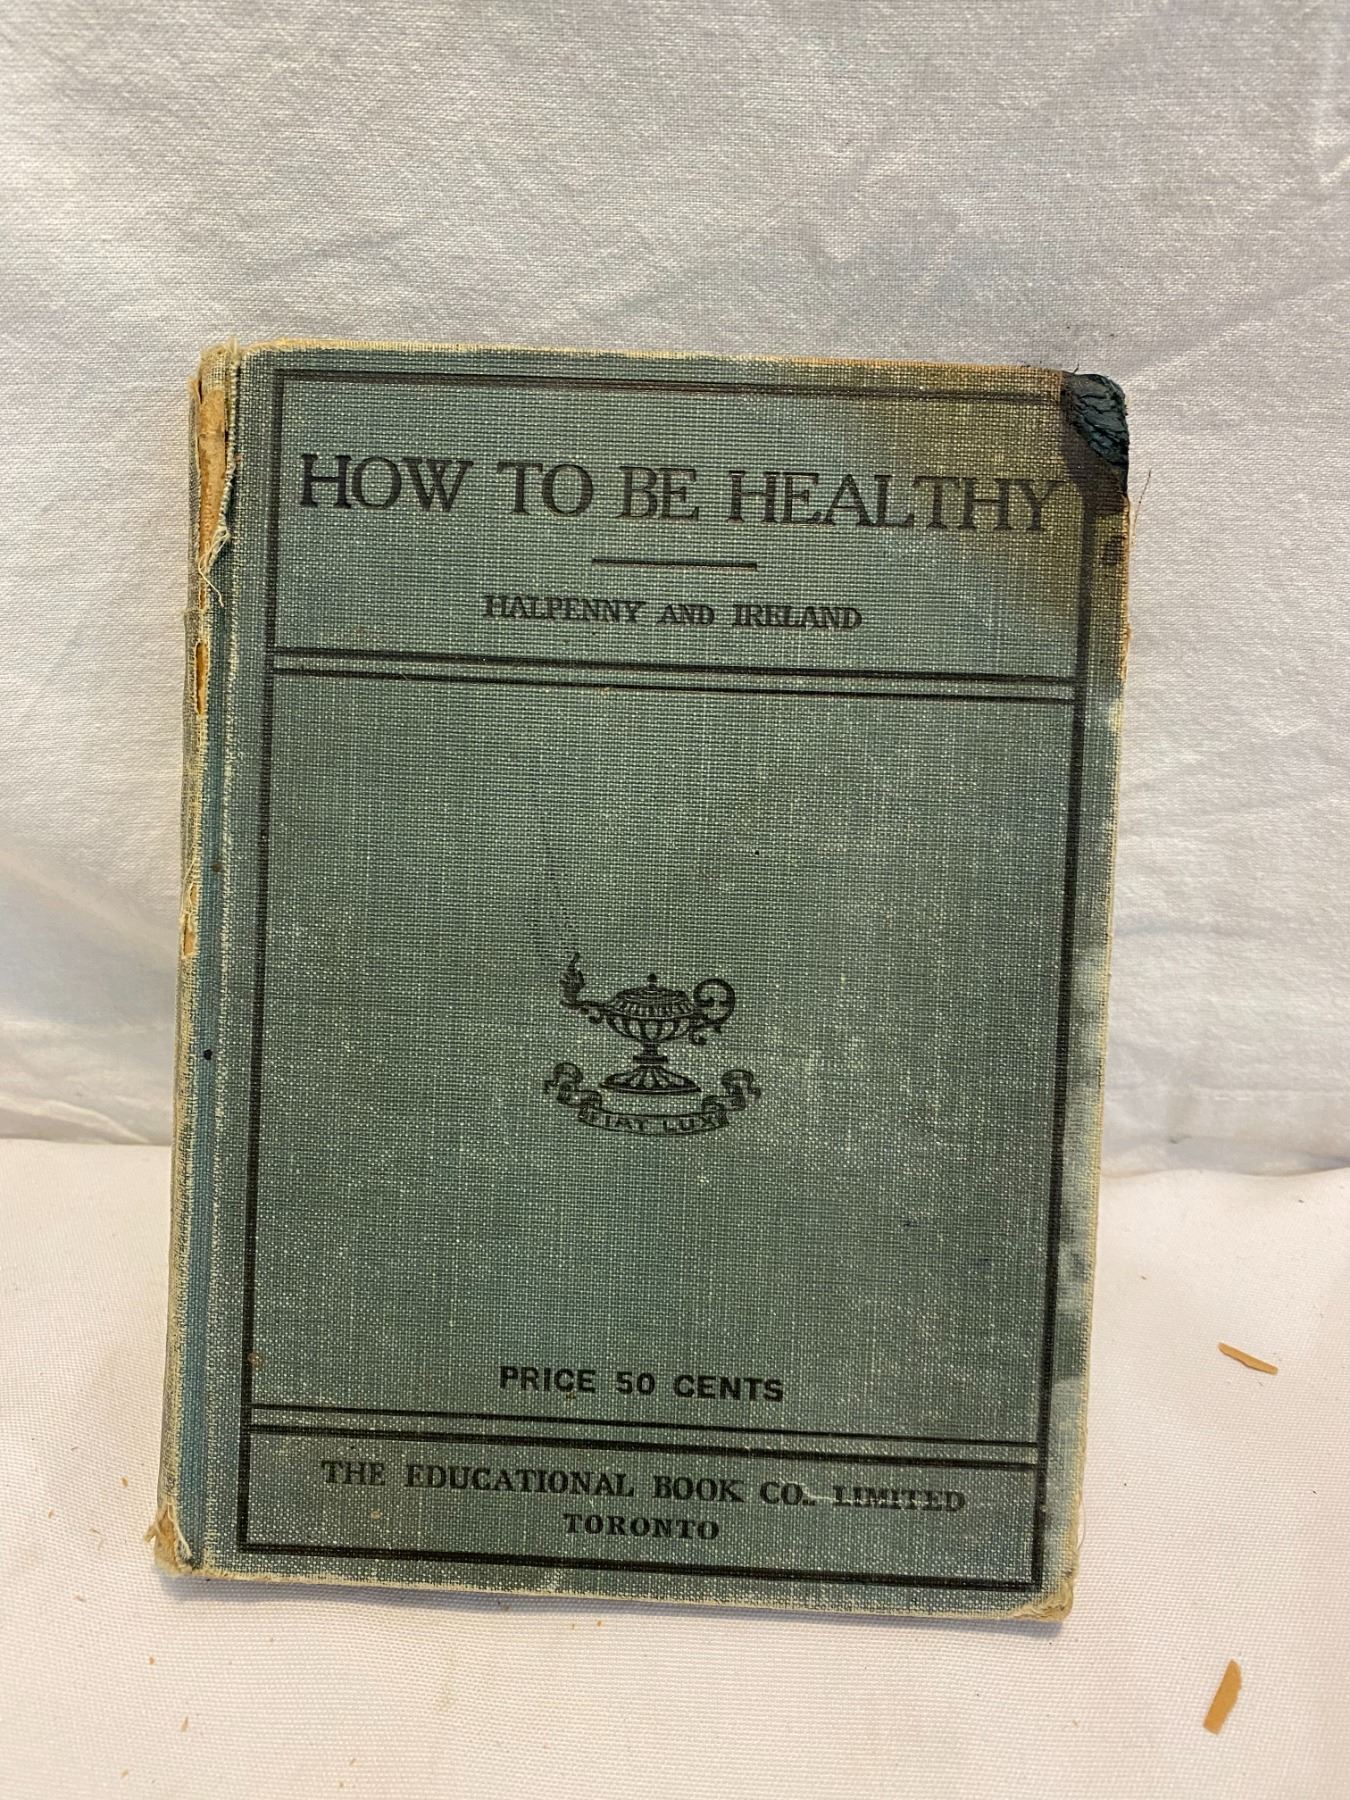 HOW TO BE HEALTHY
HALPENNY AND IRELAND
FIAT LUX
PRICE 50 CENTS
THE EDUCATIONAL BOOK CO., LIMITED
TORONTO